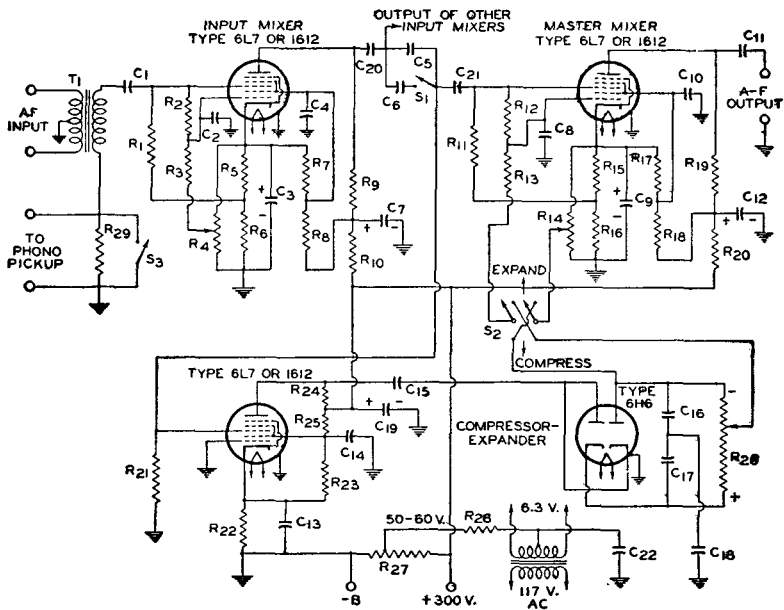 INPUT MIXER
TYPE 6L7 OR 1612
OUTPUT OF OTHER
INPUT MIXERS
MASTER MIXER
TYPE 6L7 OR 1612
C11
T1
C1
C20
C5
C21
C10
A-F
OUTPUT
A.F
INPUT
R2
C4
C6
S1
R12
C2
C8
R1
R3
R5
R7
R9
R11
R13
R15
R17
R19
C3
+
-
C7
+
-
C9
+
-
C12
+
-
R4
R6
R8
R10
R14
R16
R18
R20
TO
PHONO
PICKUP
R29
S3
EXPAND
S2
COMPRESS
TYPE 6L7 OR 1612
R24
C15
TYPE
6H6
-
R25
+
-
C19
COMPRESSOR-
EXPANDER
C16
R21
C14
C17
R28
R23
+
R22
C13
50-60 V.
R26
6.3 V.
R27
C22
C18
-B
+300 V.
117 V.
AC